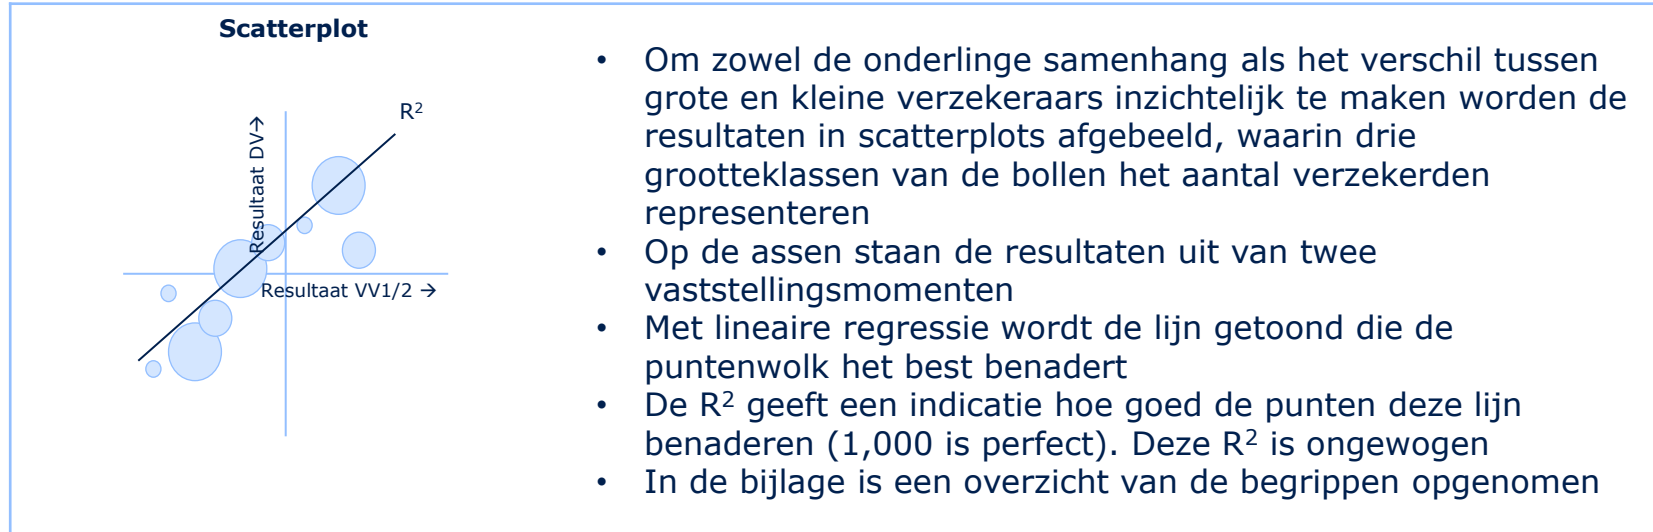 Scatterplot
R²
Resultaat DV→
Resultaat VV1/2 →
• Om zowel de onderlinge samenhang als het verschil tussen
grote en kleine verzekeraars inzichtelijk te maken worden de
resultaten in scatterplots afgebeeld, waarin drie
grootteklassen van de bollen het aantal verzekerden
representeren
• Op de assen staan de resultaten uit van twee
vaststellingsmomenten
• Met lineaire regressie wordt de lijn getoond die de
puntenwolk het best benadert
• De R² geeft een indicatie hoe goed de punten deze lijn
benaderen (1,000 is perfect). Deze R² is ongewogen
• In de bijlage is een overzicht van de begrippen opgenomen